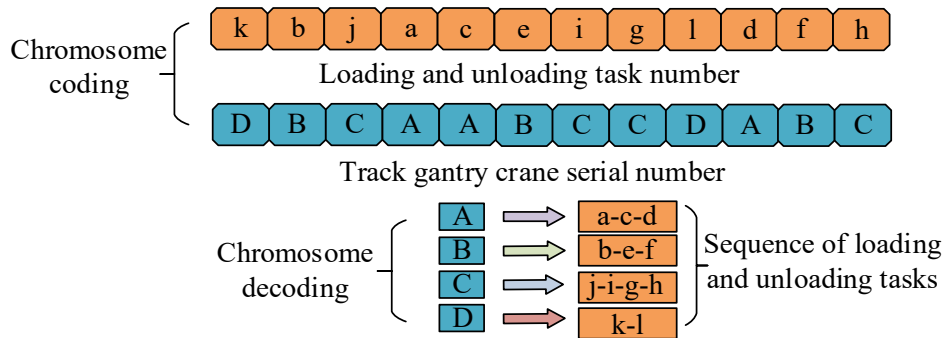 k b j a c e i g l d f h
Chromosome
coding
Loading and unloading task number
D B C A A B C C D A B C
Track gantry crane serial number
Chromosome
decoding
A a-c-d
B b-e-f
C j-i-g-h
D k-l
Sequence of loading
and unloading tasks